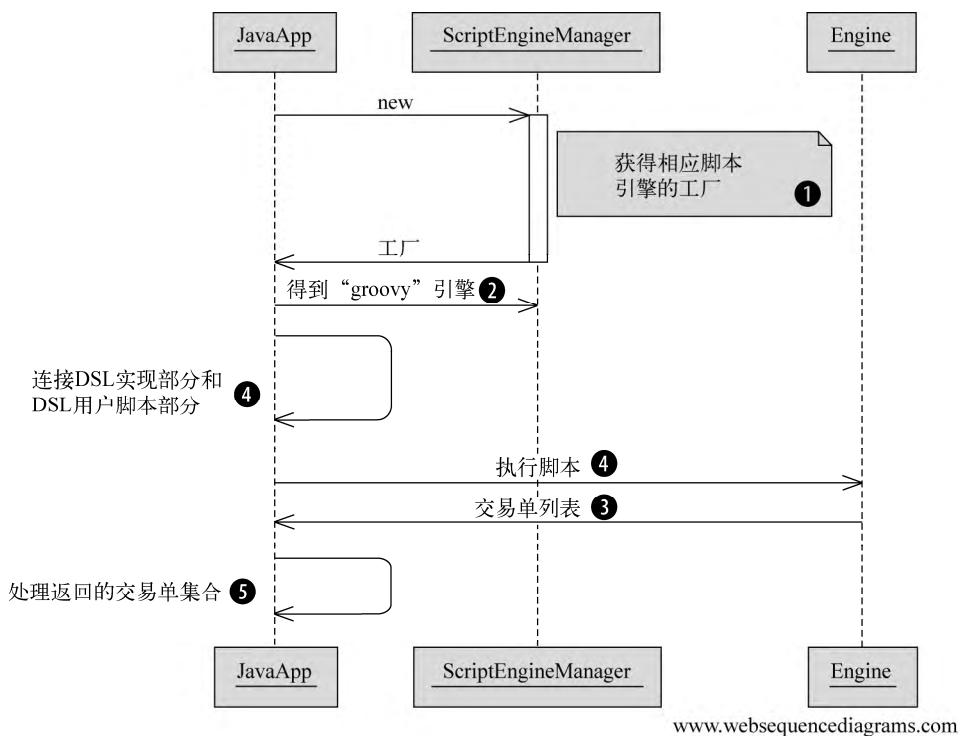 JavaApp
ScriptEngineManager
Engine
new
获得相应脚本
引擎的工厂
❶
工厂
得到“groovy”引擎 ❷
连接DSL实现部分和
DSL用户脚本部分
❹
执行脚本 ❹
交易单列表 ❸
处理返回的交易单集合 ❺
JavaApp
ScriptEngineManager
Engine
www.websequencediagrams.com